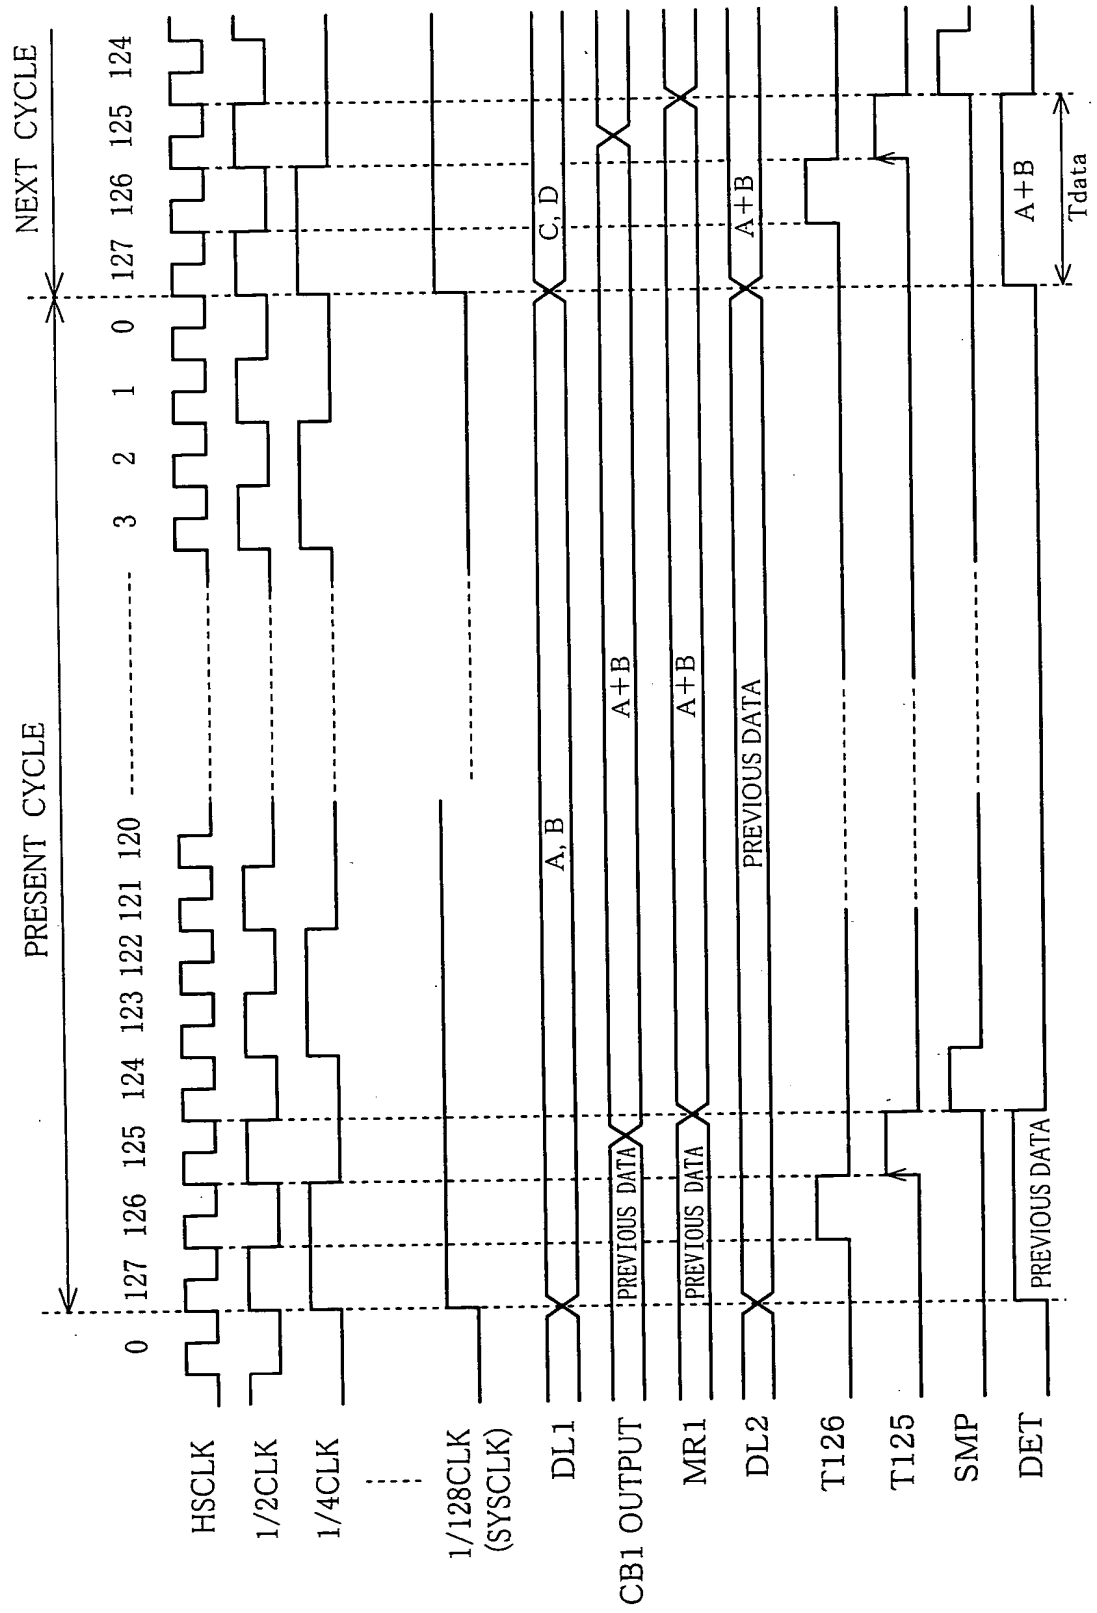 PRESENT CYCLE NEXT CYCLE
0 127 126 125 124 123 122 121 120 3 2 1 0 127 126 125 124
HSCLK
1/2CLK
1/4CLK
1/128CLK
(SYSCLK)
DL1 A, B C, D
CB1 OUTPUT PREVIOUS DATA A+B
MR1 PREVIOUS DATA A+B
DL2 PREVIOUS DATA A+B
T126
T125
SMP
DET PREVIOUS DATA A+B
Tdata